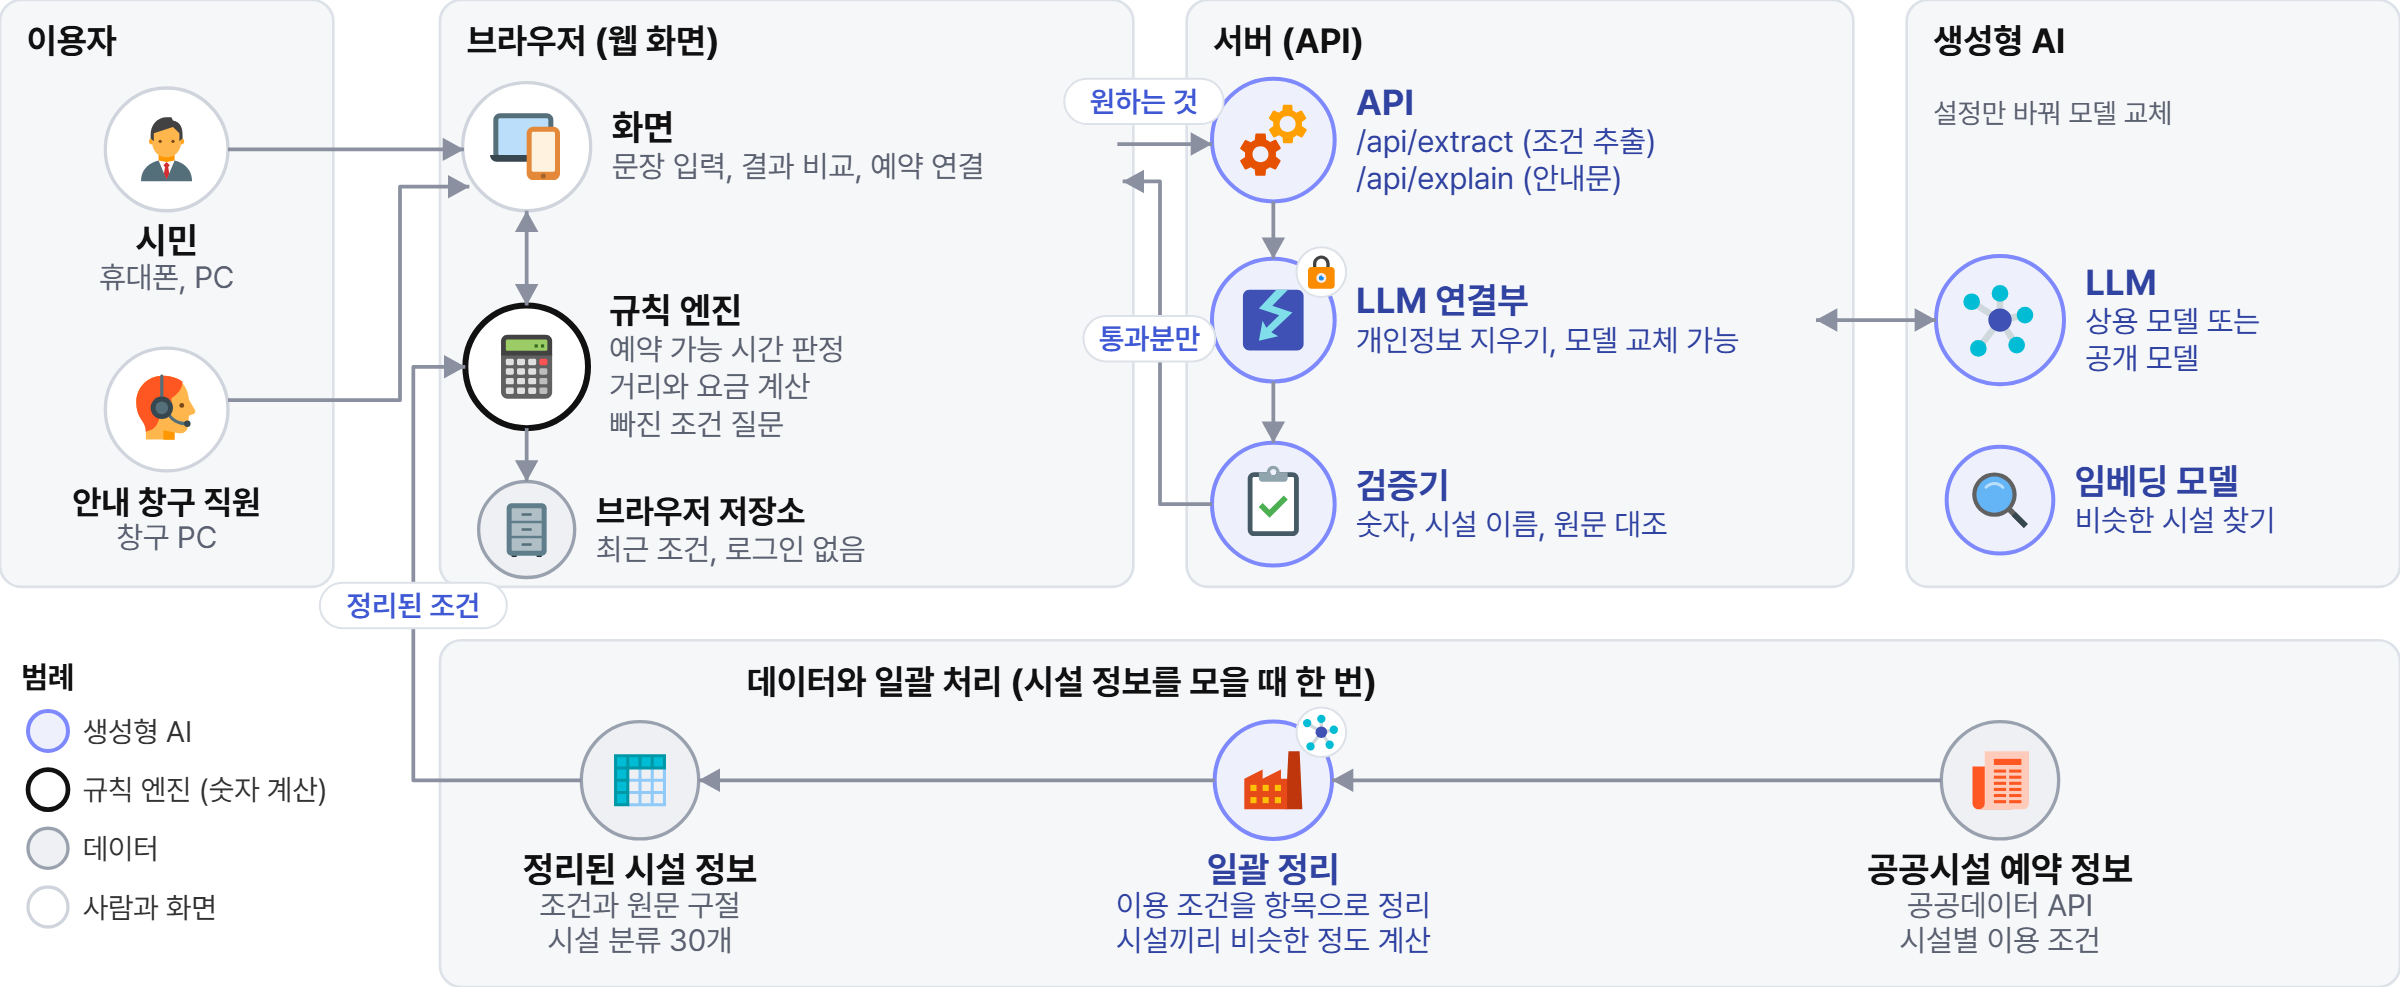 이용자
시민
휴대폰, PC
안내 창구 직원
창구 PC
브라우저 (웹 화면)
화면
문장 입력, 결과 비교, 예약 연결
규칙 엔진
예약 가능 시간 판정
거리와 요금 계산
빠진 조건 질문
브라우저 저장소
최근 조건, 로그인 없음
원하는 것
통과분만
서버 (API)
API
/api/extract (조건 추출)
/api/explain (안내문)
LLM 연결부
개인정보 지우기, 모델 교체 가능
검증기
숫자, 시설 이름, 원문 대조
생성형 AI
설정만 바꿔 모델 교체
LLM
상용 모델 또는
공개 모델
임베딩 모델
비슷한 시설 찾기
정리된 조건
범례
생성형 AI
규칙 엔진 (숫자 계산)
데이터
사람과 화면
데이터와 일괄 처리 (시설 정보를 모을 때 한 번)
정리된 시설 정보
조건과 원문 구절
시설 분류 30개
일괄 정리
이용 조건을 항목으로 정리
시설끼리 비슷한 정도 계산
공공시설 예약 정보
공공데이터 API
시설별 이용 조건